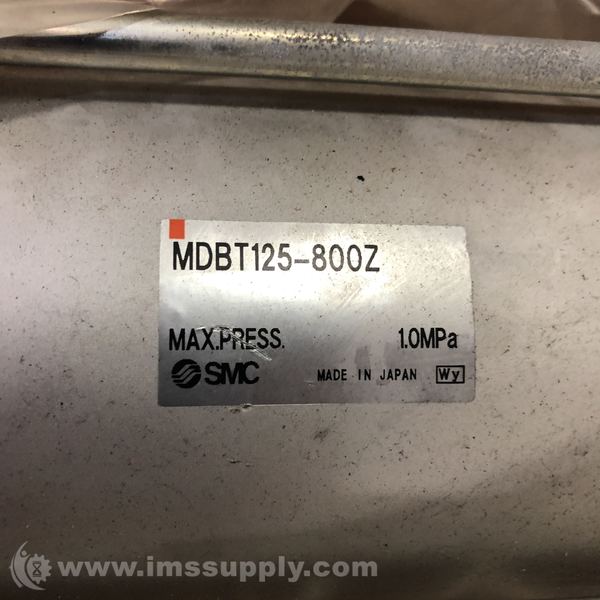 MDBT125-800Z
MAX.PRESS. 1.0MPa
SMC MADE IN JAPAN Wy
www.imssupply.com